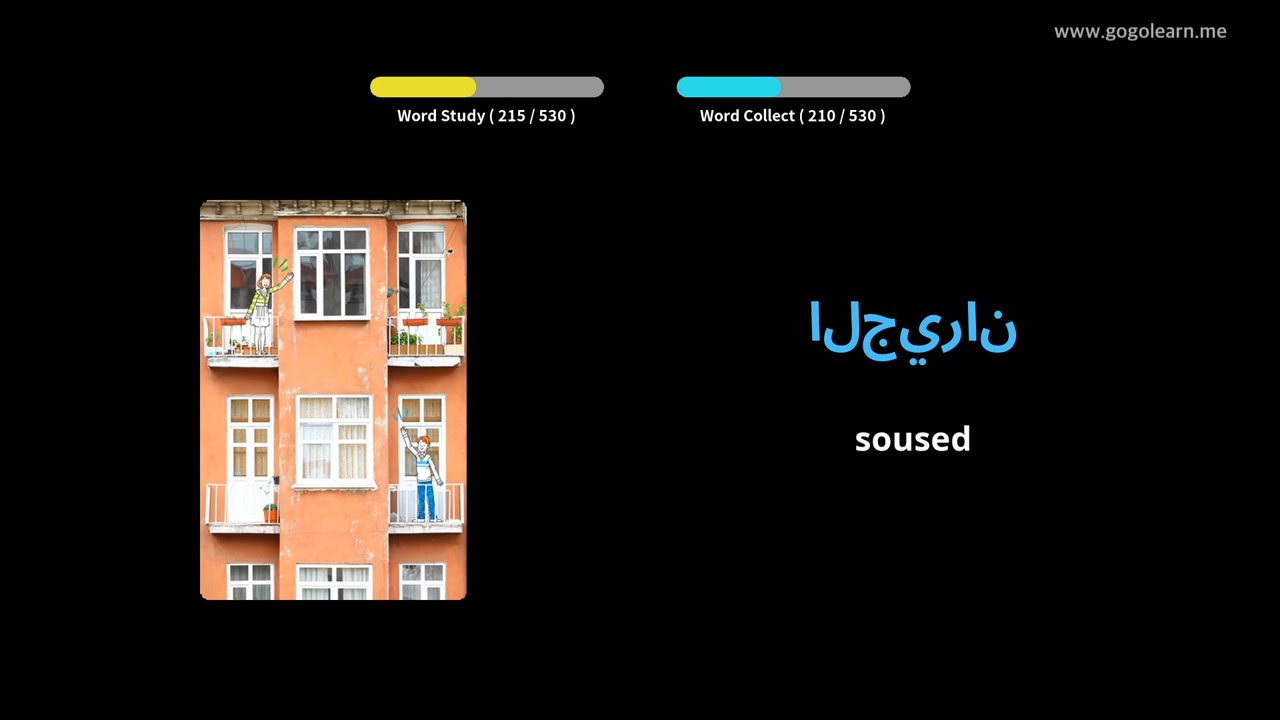 www.gogolearn.me
Word Study ( 215 / 530 )
Word Collect ( 210 / 530 )
الجيران
soused